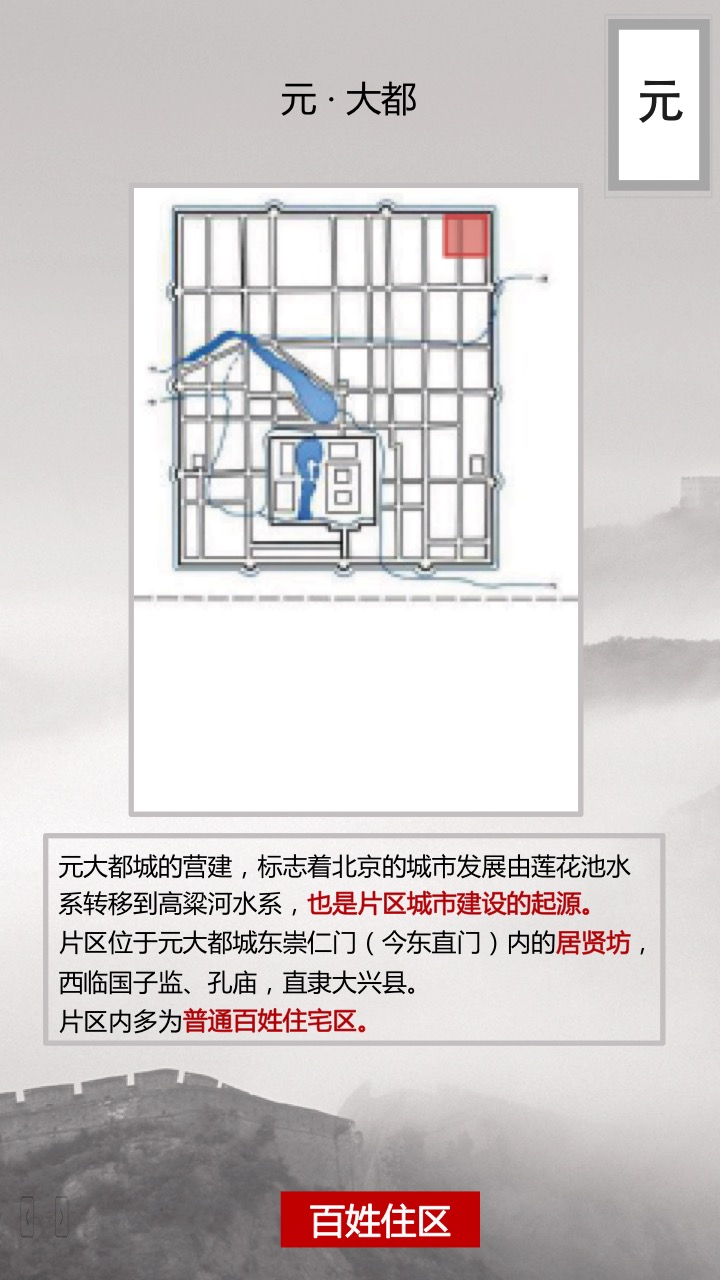 元·大都
元
元大都城的营建，标志着北京的城市发展由莲花池水
系转移到高粱河水系，也是片区城市建设的起源。
片区位于元大都城东崇仁门（今东直门）内的居贤坊，
西临国子监、孔庙，直隶大兴县。
片区内多为普通百姓住宅区。
百姓住区